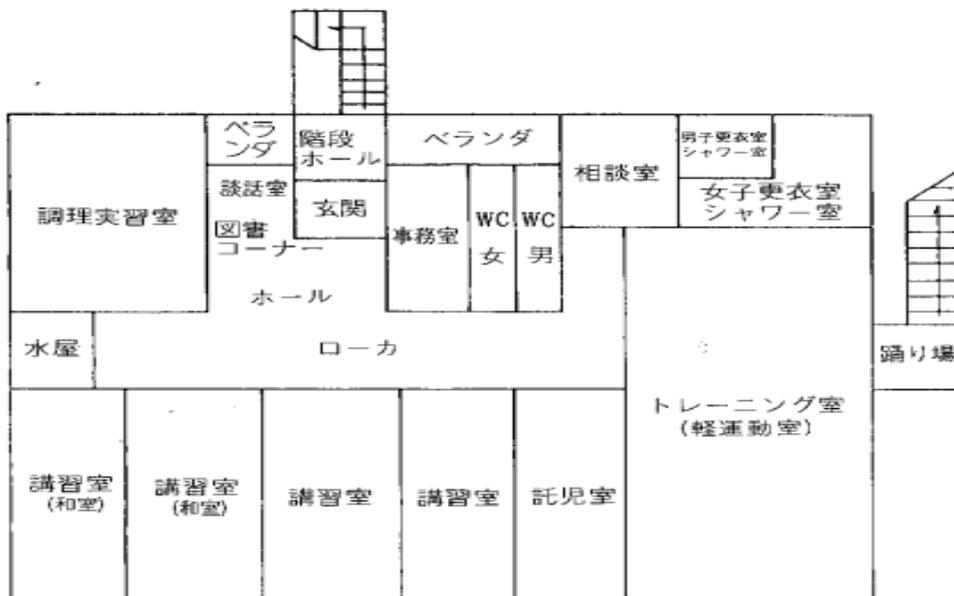 ベラ
ンダ
階段
ホール
ベランダ
相談室
男子更衣室
シャワー室
女子更衣室
シャワー室
調理実習室
談話室
図書
コーナー
玄関
事務室
WC
女
WC
男
ホール
水屋
ローカ
トレーニング室
(軽運動室)
踊り場
講習室
(和室)
講習室
(和室)
講習室
講習室
託児室